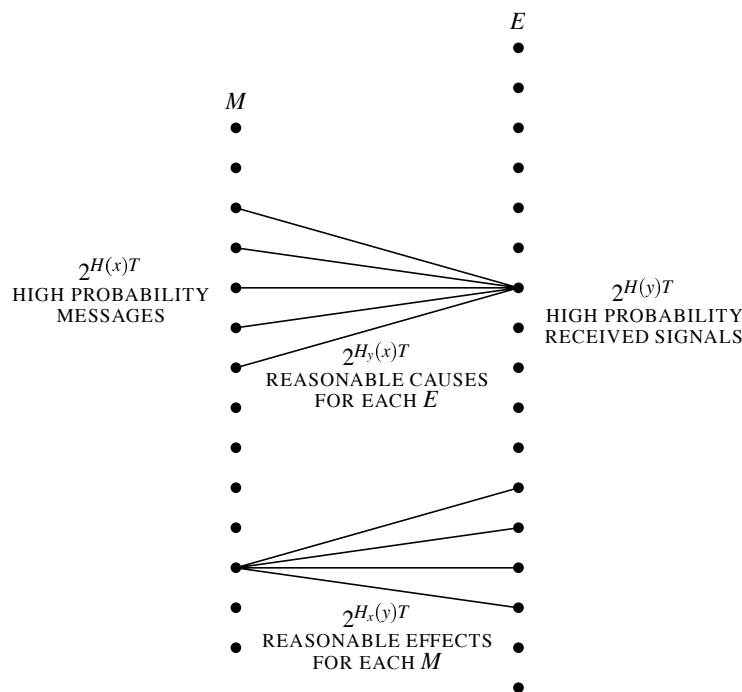 E
M
2^{H(x)T}
HIGH PROBABILITY
MESSAGES
2^{H(y)T}
HIGH PROBABILITY
RECEIVED SIGNALS
2^{H_y(x)T}
REASONABLE CAUSES
FOR EACH E
2^{H_x(y)T}
REASONABLE EFFECTS
FOR EACH M